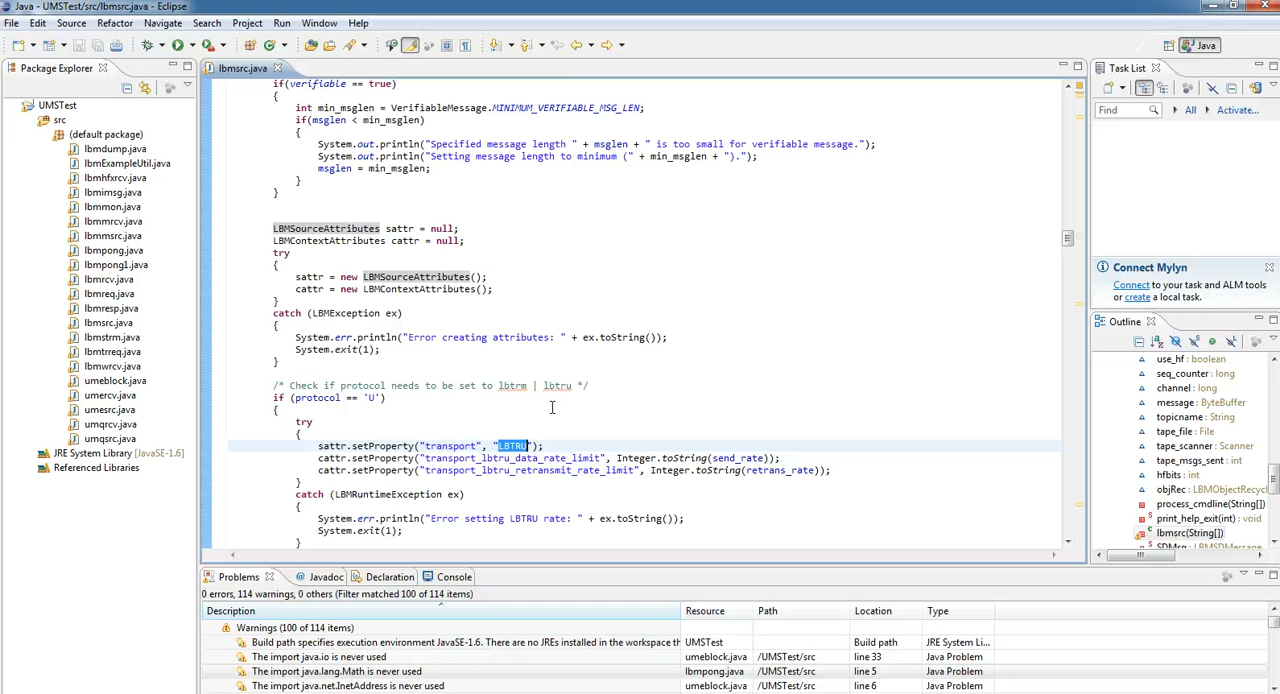 Java - UMSTest/src/lbmsrc.java - Eclipse
File Edit Source Refactor Navigate Search Project Run Window Help
Java
Package Explorer
UMSTest
src
(default package)
lbmdump.java
lbmExampleUtil.java
lbmhfxrcv.java
lbmimsg.java
lbmmon.java
lbmmrcv.java
lbmmsrc.java
lbmpong.java
lbmpong1.java
lbmrcv.java
lbmreq.java
lbmresp.java
lbmsrc.java
lbmstrm.java
lbmtrreq.java
lbmwrcv.java
umeblock.java
umercv.java
umesrc.java
umqrcv.java
umqsrc.java
JRE System Library [JavaSE-1.6]
Referenced Libraries
lbmsrc.java
if(verifiable == true)
{
int min_msglen = VerifiableMessage.MINIMUM_VERIFIABLE_MSG_LEN;
if(msglen < min_msglen)
{
System.out.println("Specified message length " + msglen + " is too small for verifiable message.");
System.out.println("Setting message length to minimum (" + min_msglen + ").");
msglen = min_msglen;
}
}
LBMSourceAttributes sattr = null;
LBMContextAttributes cattr = null;
try
{
sattr = new LBMSourceAttributes();
cattr = new LBMContextAttributes();
}
catch (LBMException ex)
{
System.err.println("Error creating attributes: " + ex.toString());
System.exit(1);
}
/* Check if protocol needs to be set to lbtrm | lbtru */
if (protocol == 'U')
{
try
{
sattr.setProperty("transport", "LBTRU");
cattr.setProperty("transport_lbtru_data_rate_limit", Integer.toString(send_rate));
cattr.setProperty("transport_lbtru_retransmit_rate_limit", Integer.toString(retrans_rate));
}
catch (LBMRuntimeException ex)
{
System.err.println("Error setting LBTRU rate: " + ex.toString());
System.exit(1);
}
Task List
Find All Activate...
Connect Mylyn
Connect to your task and ALM tools
or create a local task.
Outline
use_hf : boolean
seq_counter : long
channel : long
message : ByteBuffer
topicname : String
tape_file : String
tape_scanner : Scanner
tape_msgs_sent : int
hfbits : int
objRec : LBMObjectRecycl
process_cmdline(String[])
print_help_exit(int) : void
lbmsrc(String[])
SDMsg : LBMSDMessage
Problems Javadoc Declaration Console
0 errors, 114 warnings, 0 others (Filter matched 100 of 114 items)
Description Resource Path Location Type
Warnings (100 of 114 items)
Build path specifies execution environment JavaSE-1.6. There are no JREs installed in the workspace th UMSTest Build path JRE System Li...
The import java.io is never used umeblock.java /UMSTest/src line 33 Java Problem
The import java.lang.Math is never used lbmpong.java /UMSTest/src line 5 Java Problem
The import java.net.InetAddress is never used umeblock.java /UMSTest/src line 6 Java Problem